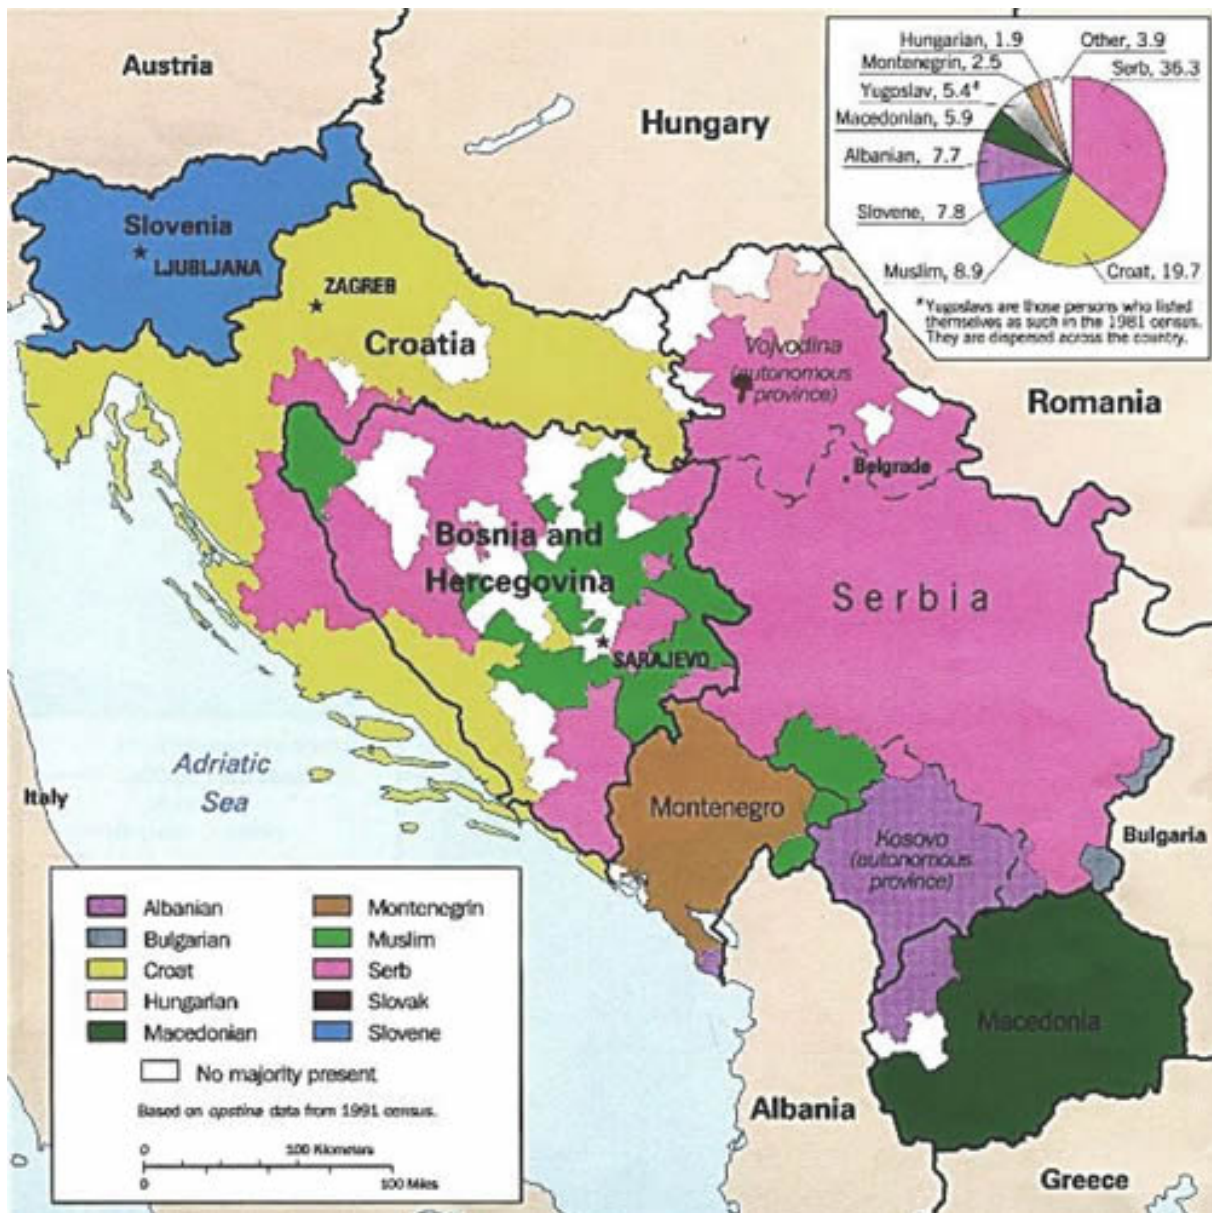 Austria
Hungary
Slovenia
LJUBLJANA
ZAGREB
Croatia
Vojvodina
(autonomous
province)
Romania
Belgrade
Bosnia and
Hercegovina
Serbia
SARAJEVO
Adriatic
Sea
Italy
Montenegro
Kosovo
(autonomous
province)
Bulgaria
Macedonia
Albania
Greece
Hungarian, 1.9
Other, 3.9
Montenegrin, 2.5
Serb, 36.3
Yugoslav, 5.4#
Macedonian, 5.9
Albanian, 7.7
Slovene, 7.8
Muslim, 8.9
Croat, 19.7
#Yugoslavs are those persons who listed
themselves as such in the 1981 census.
They are dispersed across the country.
Albanian
Bulgarian
Croat
Hungarian
Macedonian
Montenegrin
Muslim
Serb
Slovak
Slovene
No majority present
Based on opstina data from 1991 census.
0 100 Kilometers
0 100 Miles